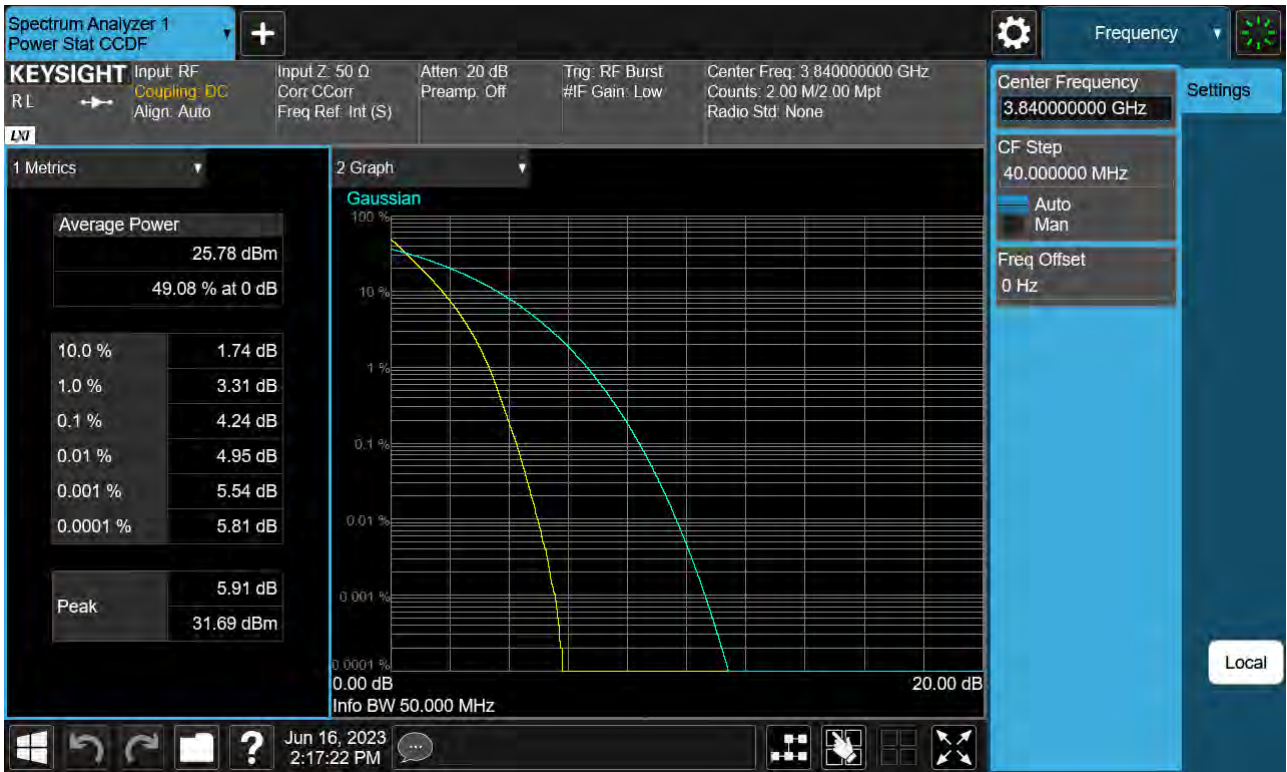 Spectrum Analyzer 1
Power Stat CCDF
Frequency
KEYSIGHT
RL
LXI
Input: RF
Coupling: DC
Align: Auto
Input Z: 50 Ω
Corr CCorr
Freq Ref: Int (S)
Atten: 20 dB
Preamp: Off
Trig: RF Burst
#IF Gain: Low
Center Freq: 3.840000000 GHz
Counts: 2.00 M/2.00 Mpt
Radio Std: None
Center Frequency
3.840000000 GHz
Settings
CF Step
40.000000 MHz
Auto
Man
Freq Offset
0 Hz
1 Metrics
Average Power
25.78 dBm
49.08 % at 0 dB
10.0 % 1.74 dB
1.0 % 3.31 dB
0.1 % 4.24 dB
0.01 % 4.95 dB
0.001 % 5.54 dB
0.0001 % 5.81 dB
Peak
5.91 dB
31.69 dBm
2 Graph
Gaussian
100 %
10 %
1 %
0.1 %
0.01 %
0.001 %
0.0001 %
0.00 dB 20.00 dB
Info BW 50.000 MHz
Local
?
Jun 16, 2023
2:17:22 PM